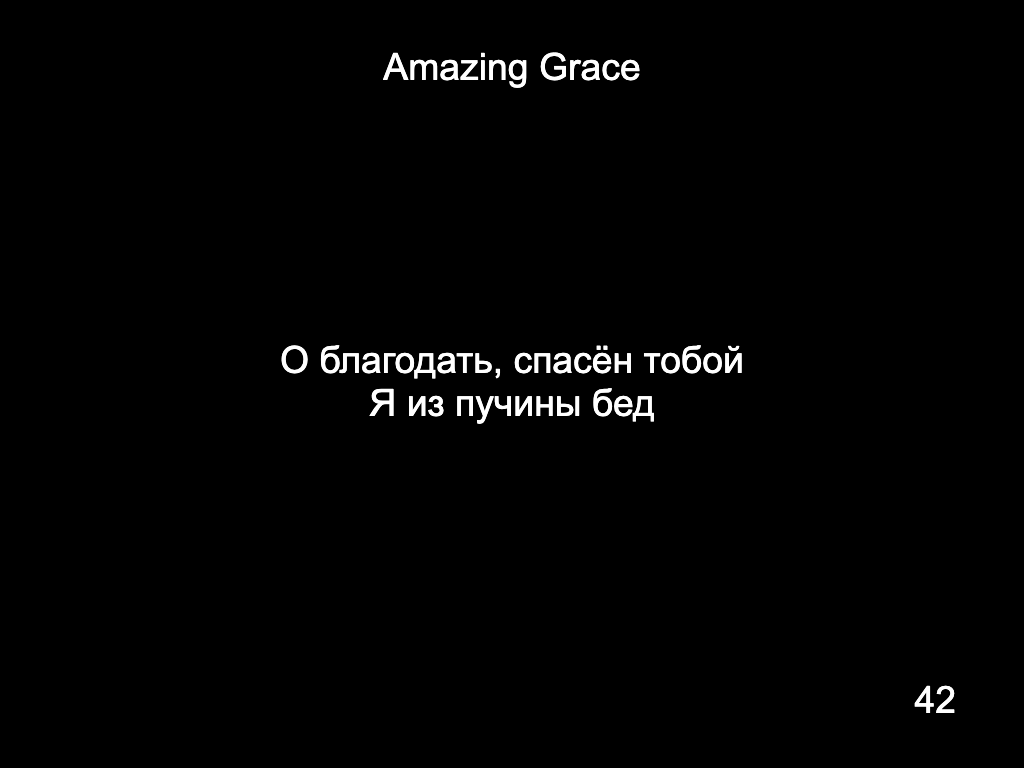 Amazing Grace
О благодать, спасён тобой
Я из пучины бед
42